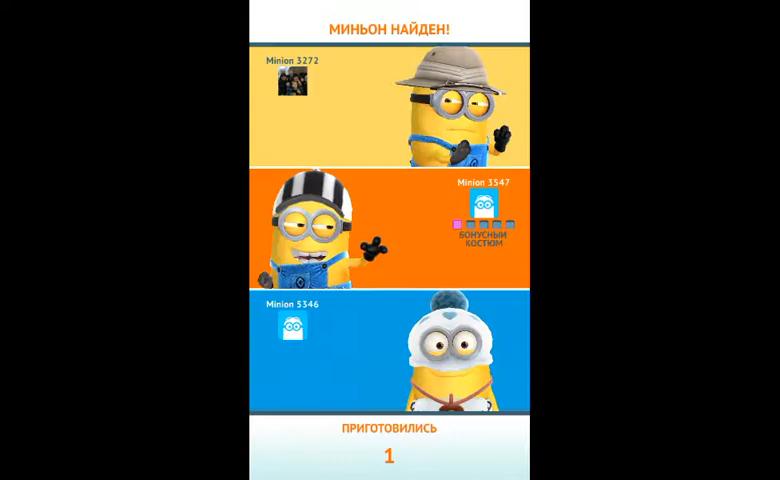 МИНЬОН НАЙДЕН!
Minion 3272
Minion 3547
БОНУСНЫЙ
КОСТЮМ
Minion 5346
ПРИГОТОВИЛИСЬ
1